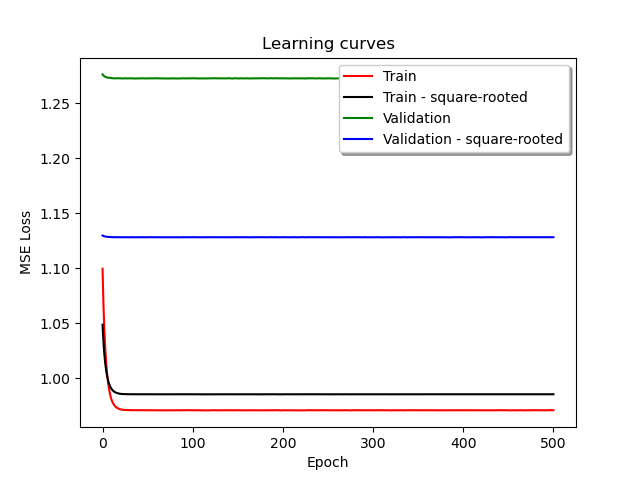 Learning curves
Train
Train - square-rooted
Validation
Validation - square-rooted
MSE Loss
1.25
1.20
1.15
1.10
1.05
1.00
0
100
200
300
400
500
Epoch